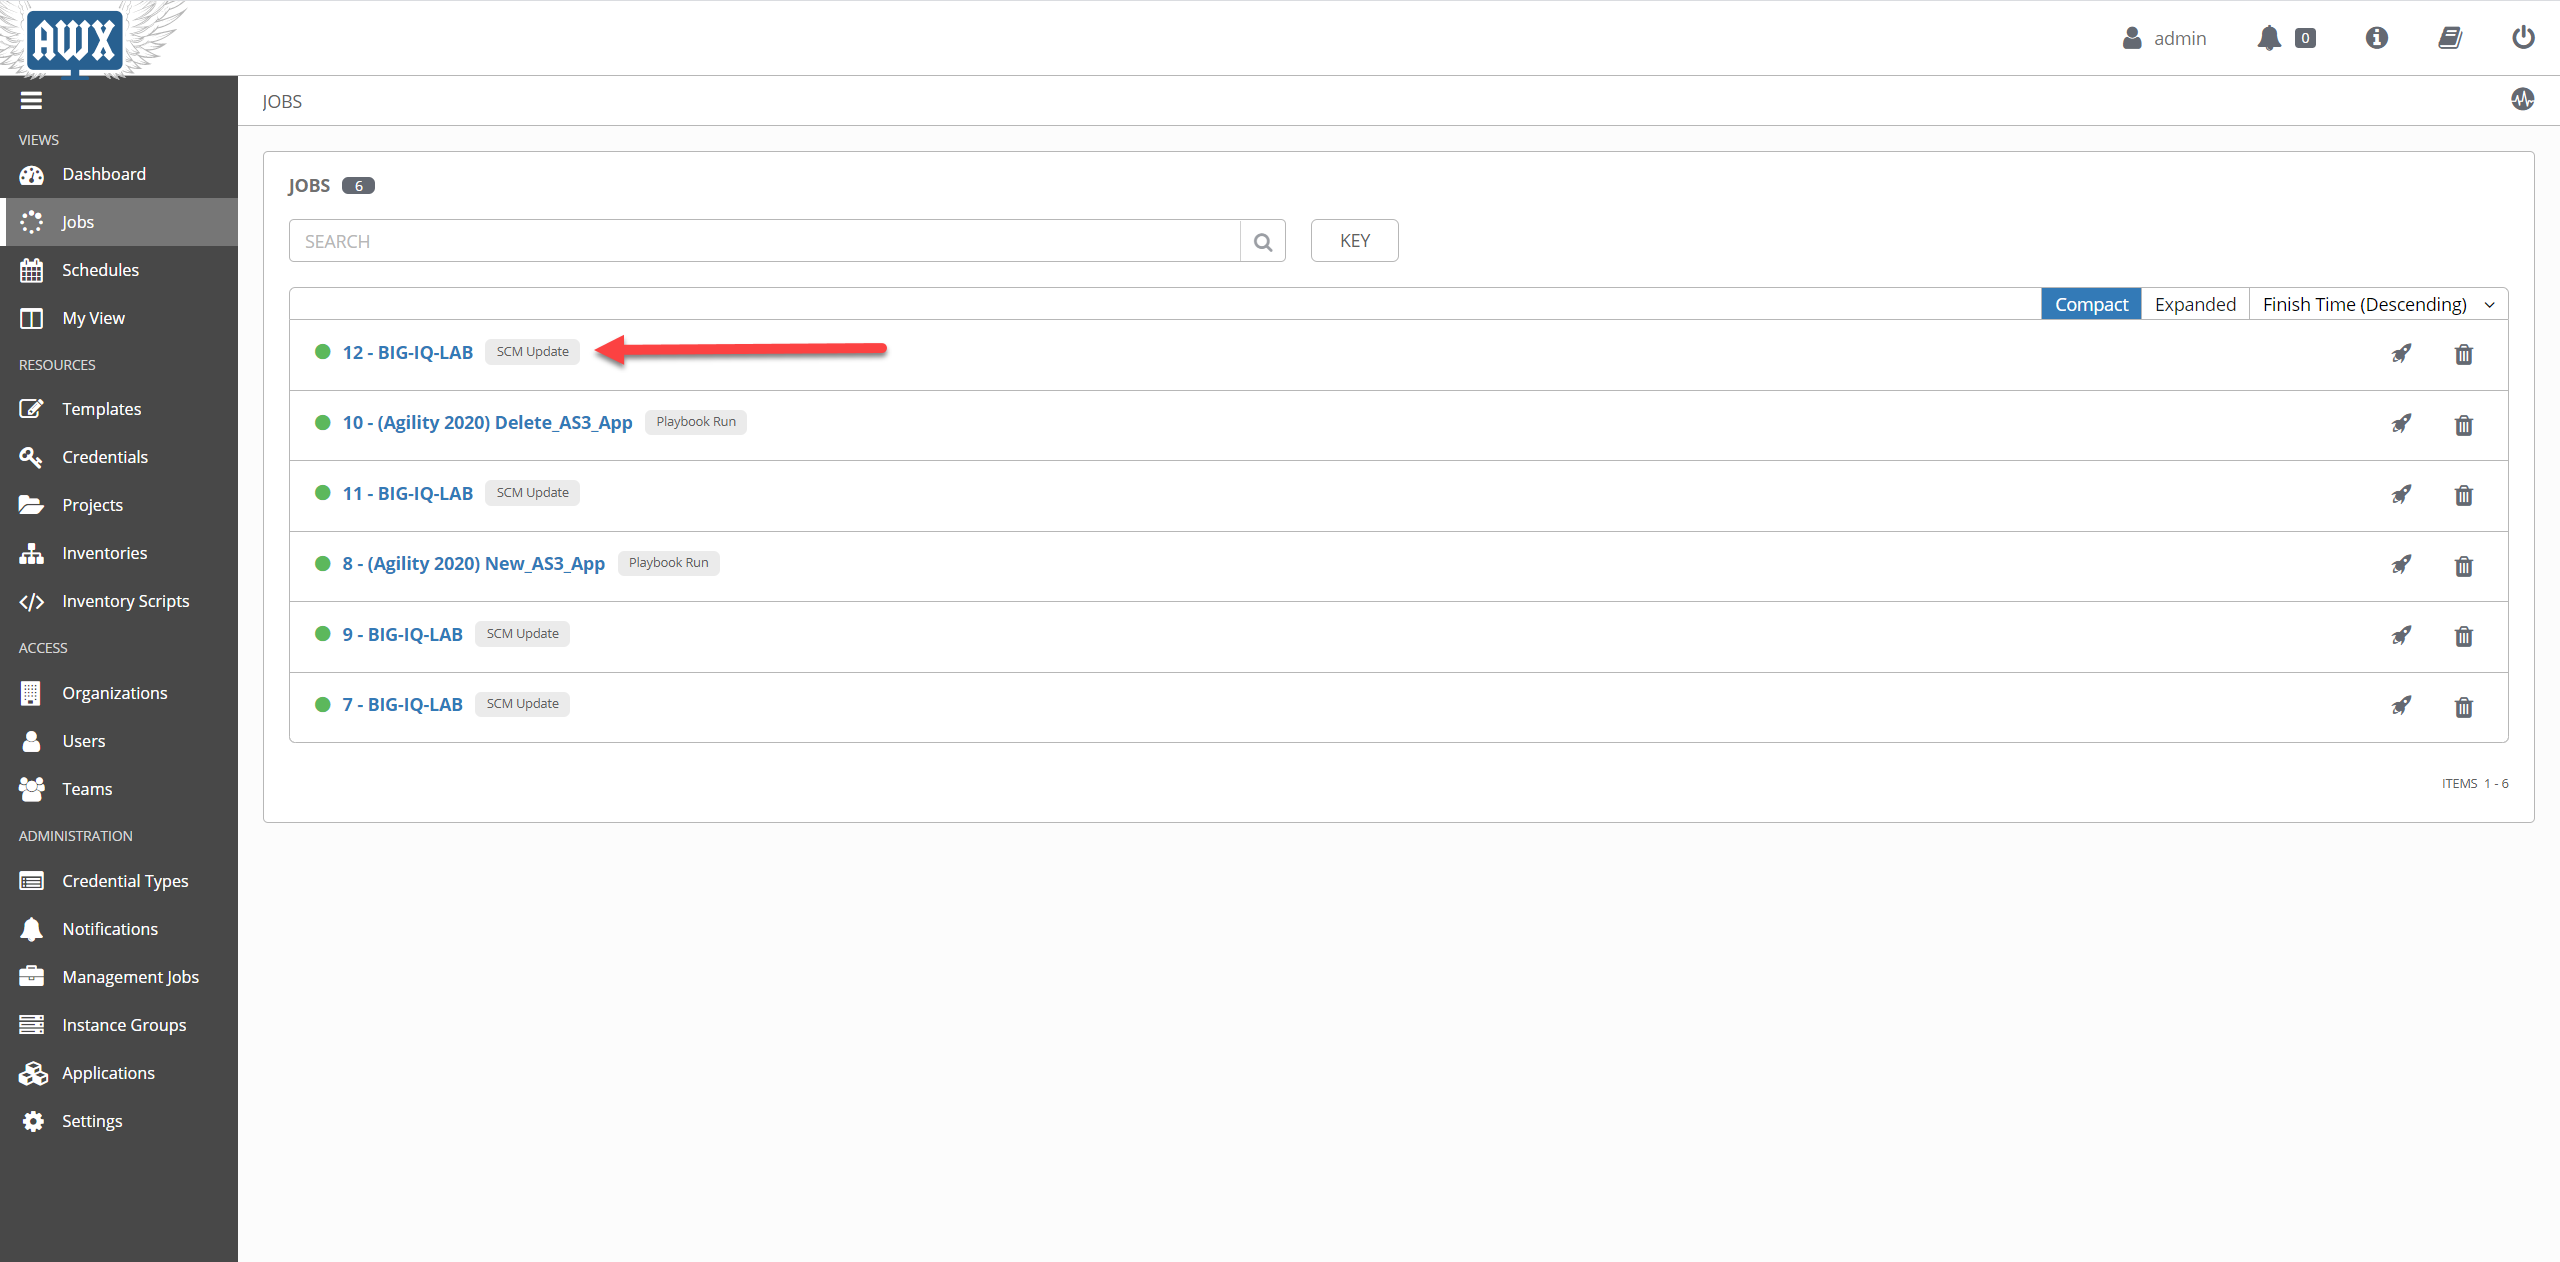 AWX
admin
0
JOBS
VIEWS
Dashboard
Jobs
Schedules
My View
RESOURCES
Templates
Credentials
Projects
Inventories
Inventory Scripts
ACCESS
Organizations
Users
Teams
ADMINISTRATION
Credential Types
Notifications
Management Jobs
Instance Groups
Applications
Settings
JOBS 6
SEARCH
KEY
Compact Expanded Finish Time (Descending)
12 - BIG-IQ-LAB SCM Update
10 - (Agility 2020) Delete_AS3_App Playbook Run
11 - BIG-IQ-LAB SCM Update
8 - (Agility 2020) New_AS3_App Playbook Run
9 - BIG-IQ-LAB SCM Update
7 - BIG-IQ-LAB SCM Update
ITEMS 1 - 6